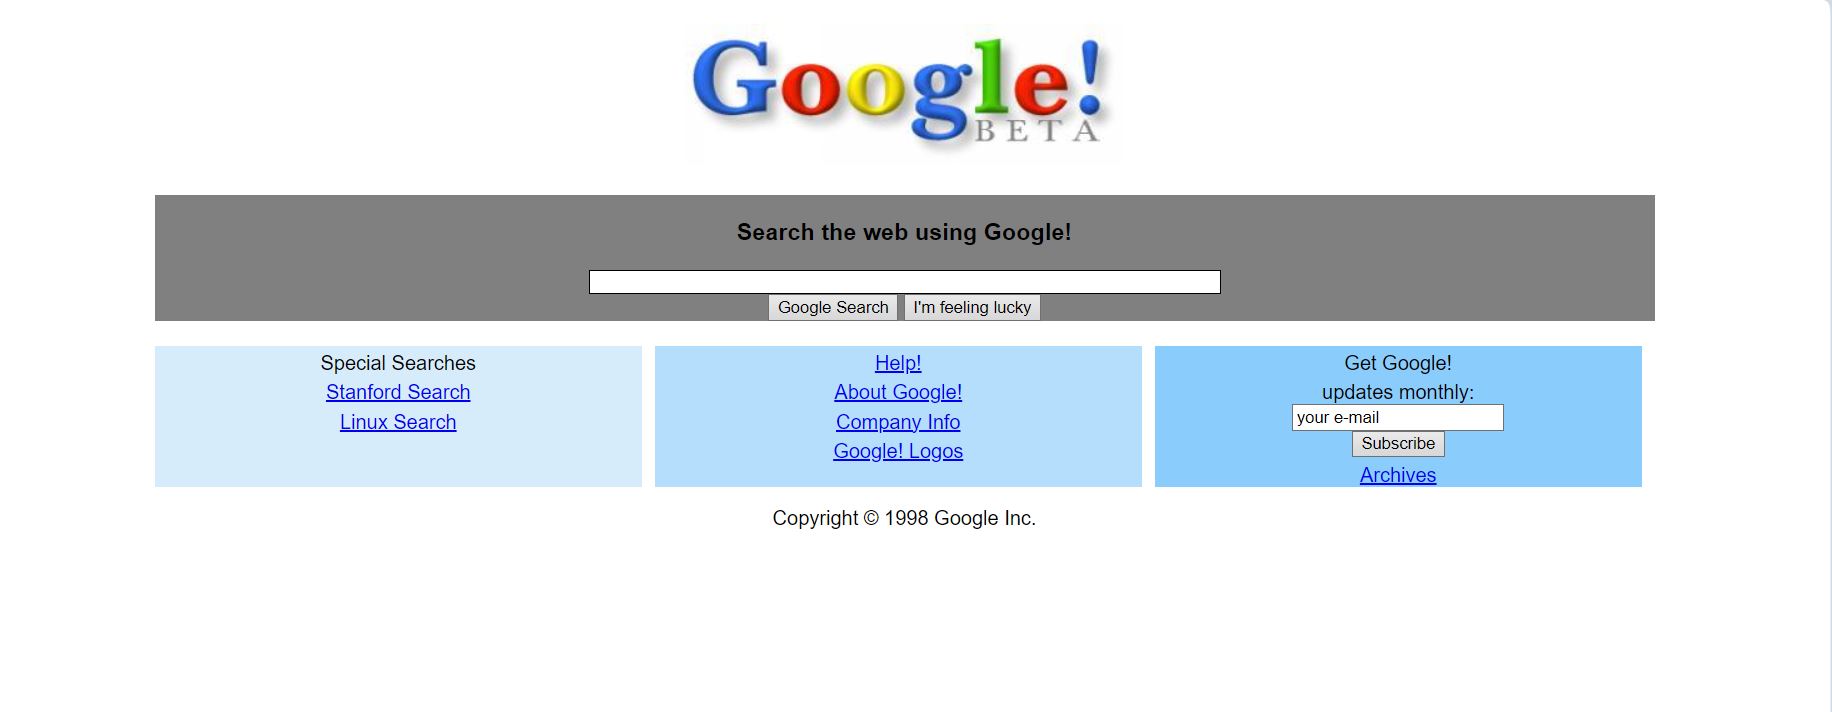 Google!
BETA
Search the web using Google!
Google Search I'm feeling lucky
Special Searches
Stanford Search
Linux Search
Help!
About Google!
Company Info
Google! Logos
Get Google!
updates monthly:
your e-mail
Subscribe
Archives
Copyright © 1998 Google Inc.